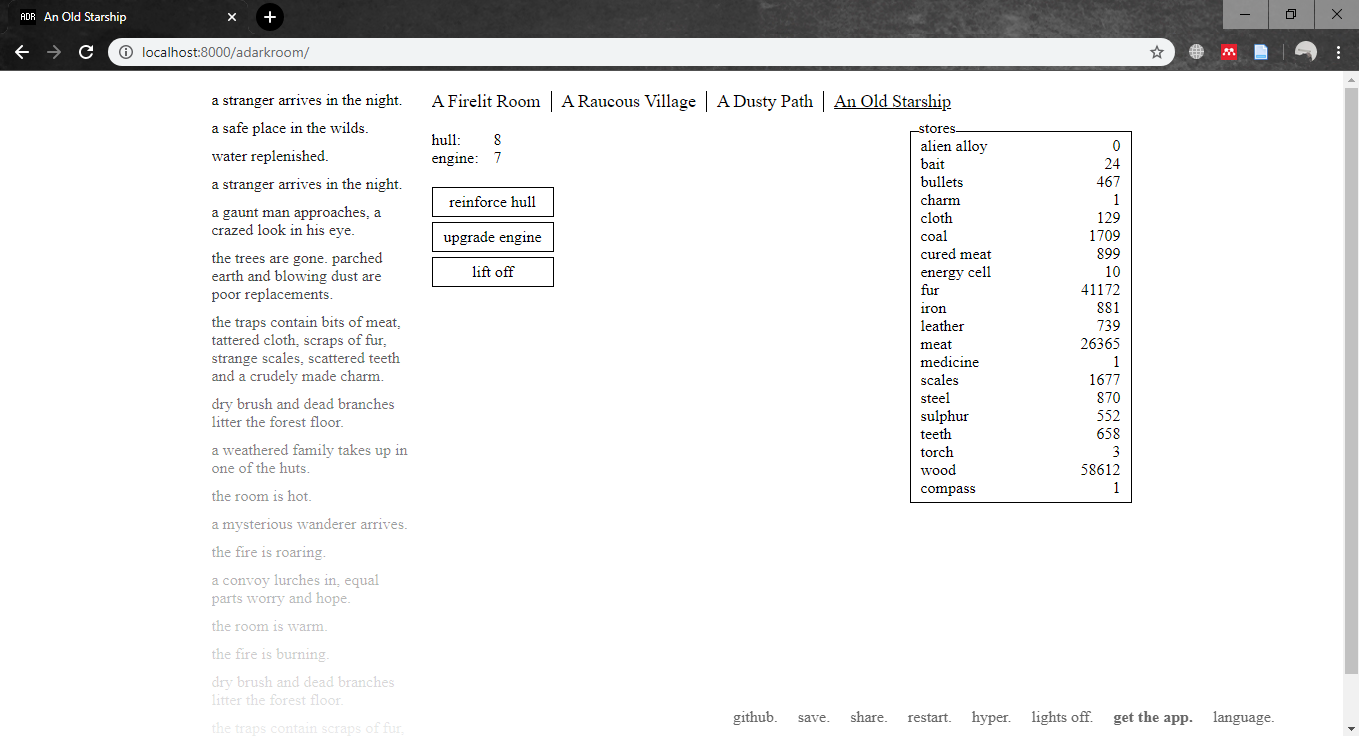 ADR An Old Starship
localhost:8000/adarkroom/
a stranger arrives in the night.
a safe place in the wilds.
water replenished.
a stranger arrives in the night.
a gaunt man approaches, a
crazed look in his eye.
the trees are gone. parched
earth and blowing dust are
poor replacements.
the traps contain bits of meat,
tattered cloth, scraps of fur,
strange scales, scattered teeth
and a crudely made charm.
dry brush and dead branches
litter the forest floor.
a weathered family takes up in
one of the huts.
the room is hot.
a mysterious wanderer arrives.
the fire is roaring.
a convoy lurches in, equal
parts worry and hope.
the room is warm.
the fire is burning.
dry brush and dead branches
litter the forest floor.
the traps contain scraps of fur,
A Firelit Room | A Raucous Village | A Dusty Path | An Old Starship
hull: 8
engine: 7
reinforce hull
upgrade engine
lift off
stores
alien alloy 0
bait 24
bullets 467
charm 1
cloth 129
coal 1709
cured meat 899
energy cell 10
fur 41172
iron 881
leather 739
meat 26365
medicine 1
scales 1677
steel 870
sulphur 552
teeth 658
torch 3
wood 58612
compass 1
github. save. share. restart. hyper. lights off. get the app. language.